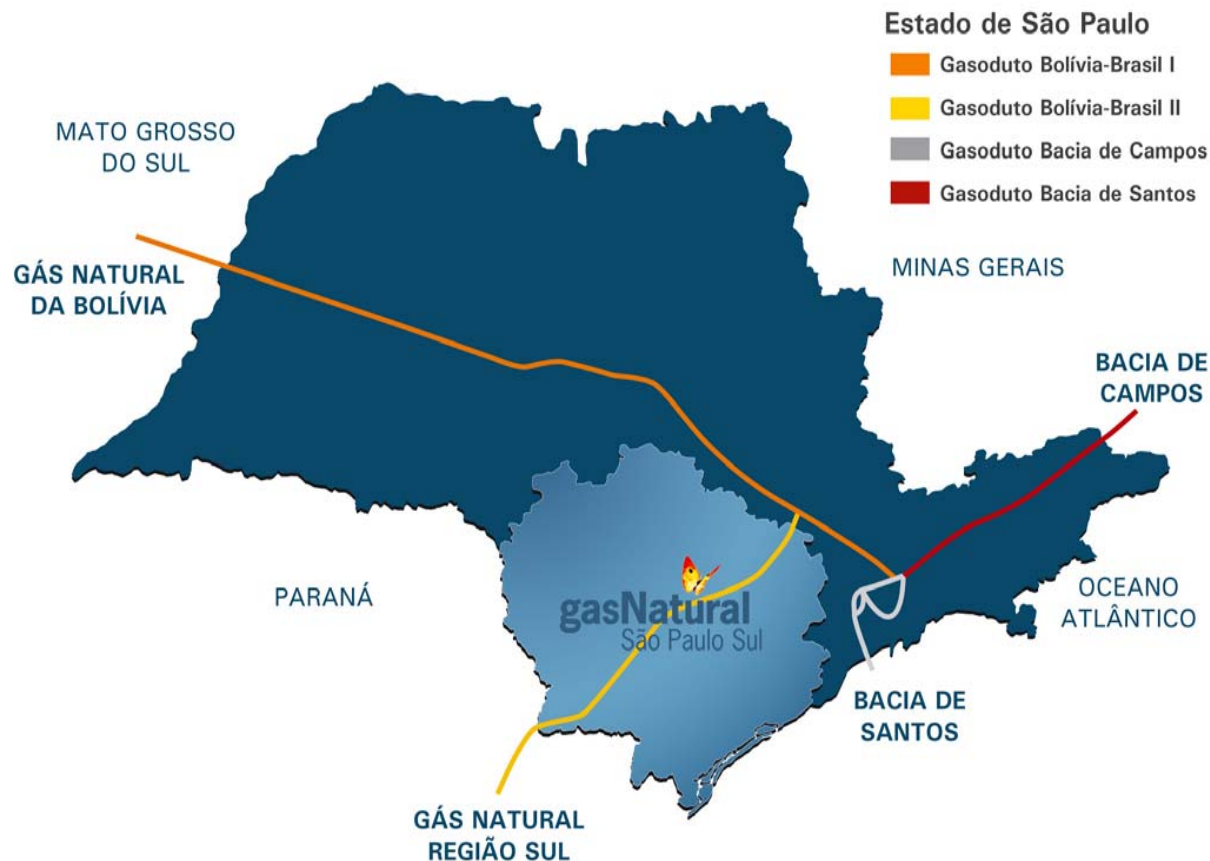 Estado de São Paulo
Gasoduto Bolívia-Brasil I
Gasoduto Bolívia-Brasil II
Gasoduto Bacia de Campos
Gasoduto Bacia de Santos
MATO GROSSO
DO SUL
GÁS NATURAL
DA BOLÍVIA
MINAS GERAIS
BACIA DE
CAMPOS
PARANÁ
gasNatural
São Paulo Sul
OCEANO
ATLÂNTICO
BACIA DE
SANTOS
GÁS NATURAL
REGIÃO SUL